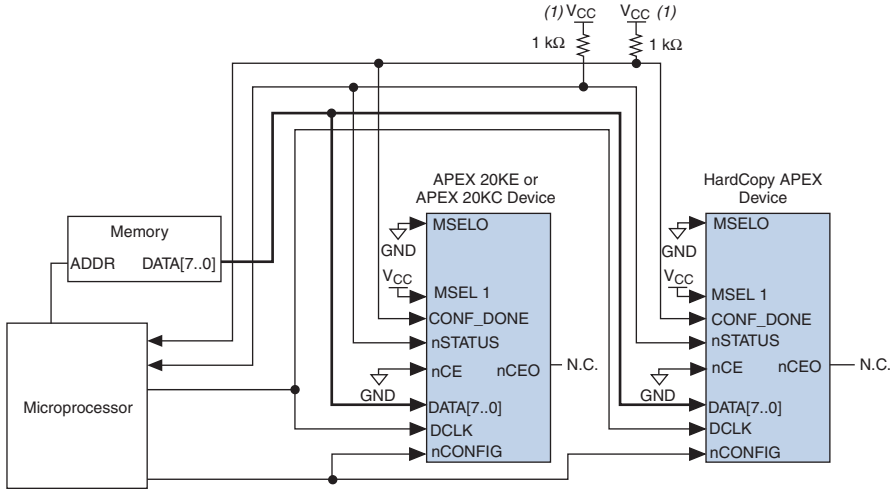 (1) VCC VCC (1)
1 kΩ 1 kΩ
APEX 20KE or
APEX 20KC Device
HardCopy APEX
Device
Memory
ADDR DATA[7..0]
Microprocessor
GND
MSELO
VCC
MSEL 1
CONF_DONE
nSTATUS
nCE
nCEO
N.C.
GND
DATA[7..0]
DCLK
nCONFIG
GND
MSELO
VCC
MSEL 1
CONF_DONE
nSTATUS
nCE
nCEO
N.C.
GND
DATA[7..0]
DCLK
nCONFIG